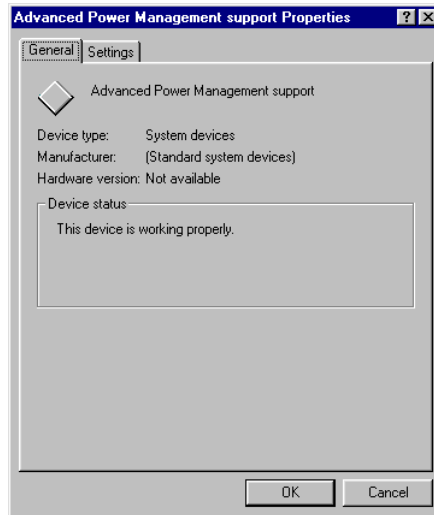 Advanced Power Management support Properties
General Settings
Advanced Power Management support
Device type: System devices
Manufacturer: (Standard system devices)
Hardware version: Not available
Device status
This device is working properly.
OK Cancel